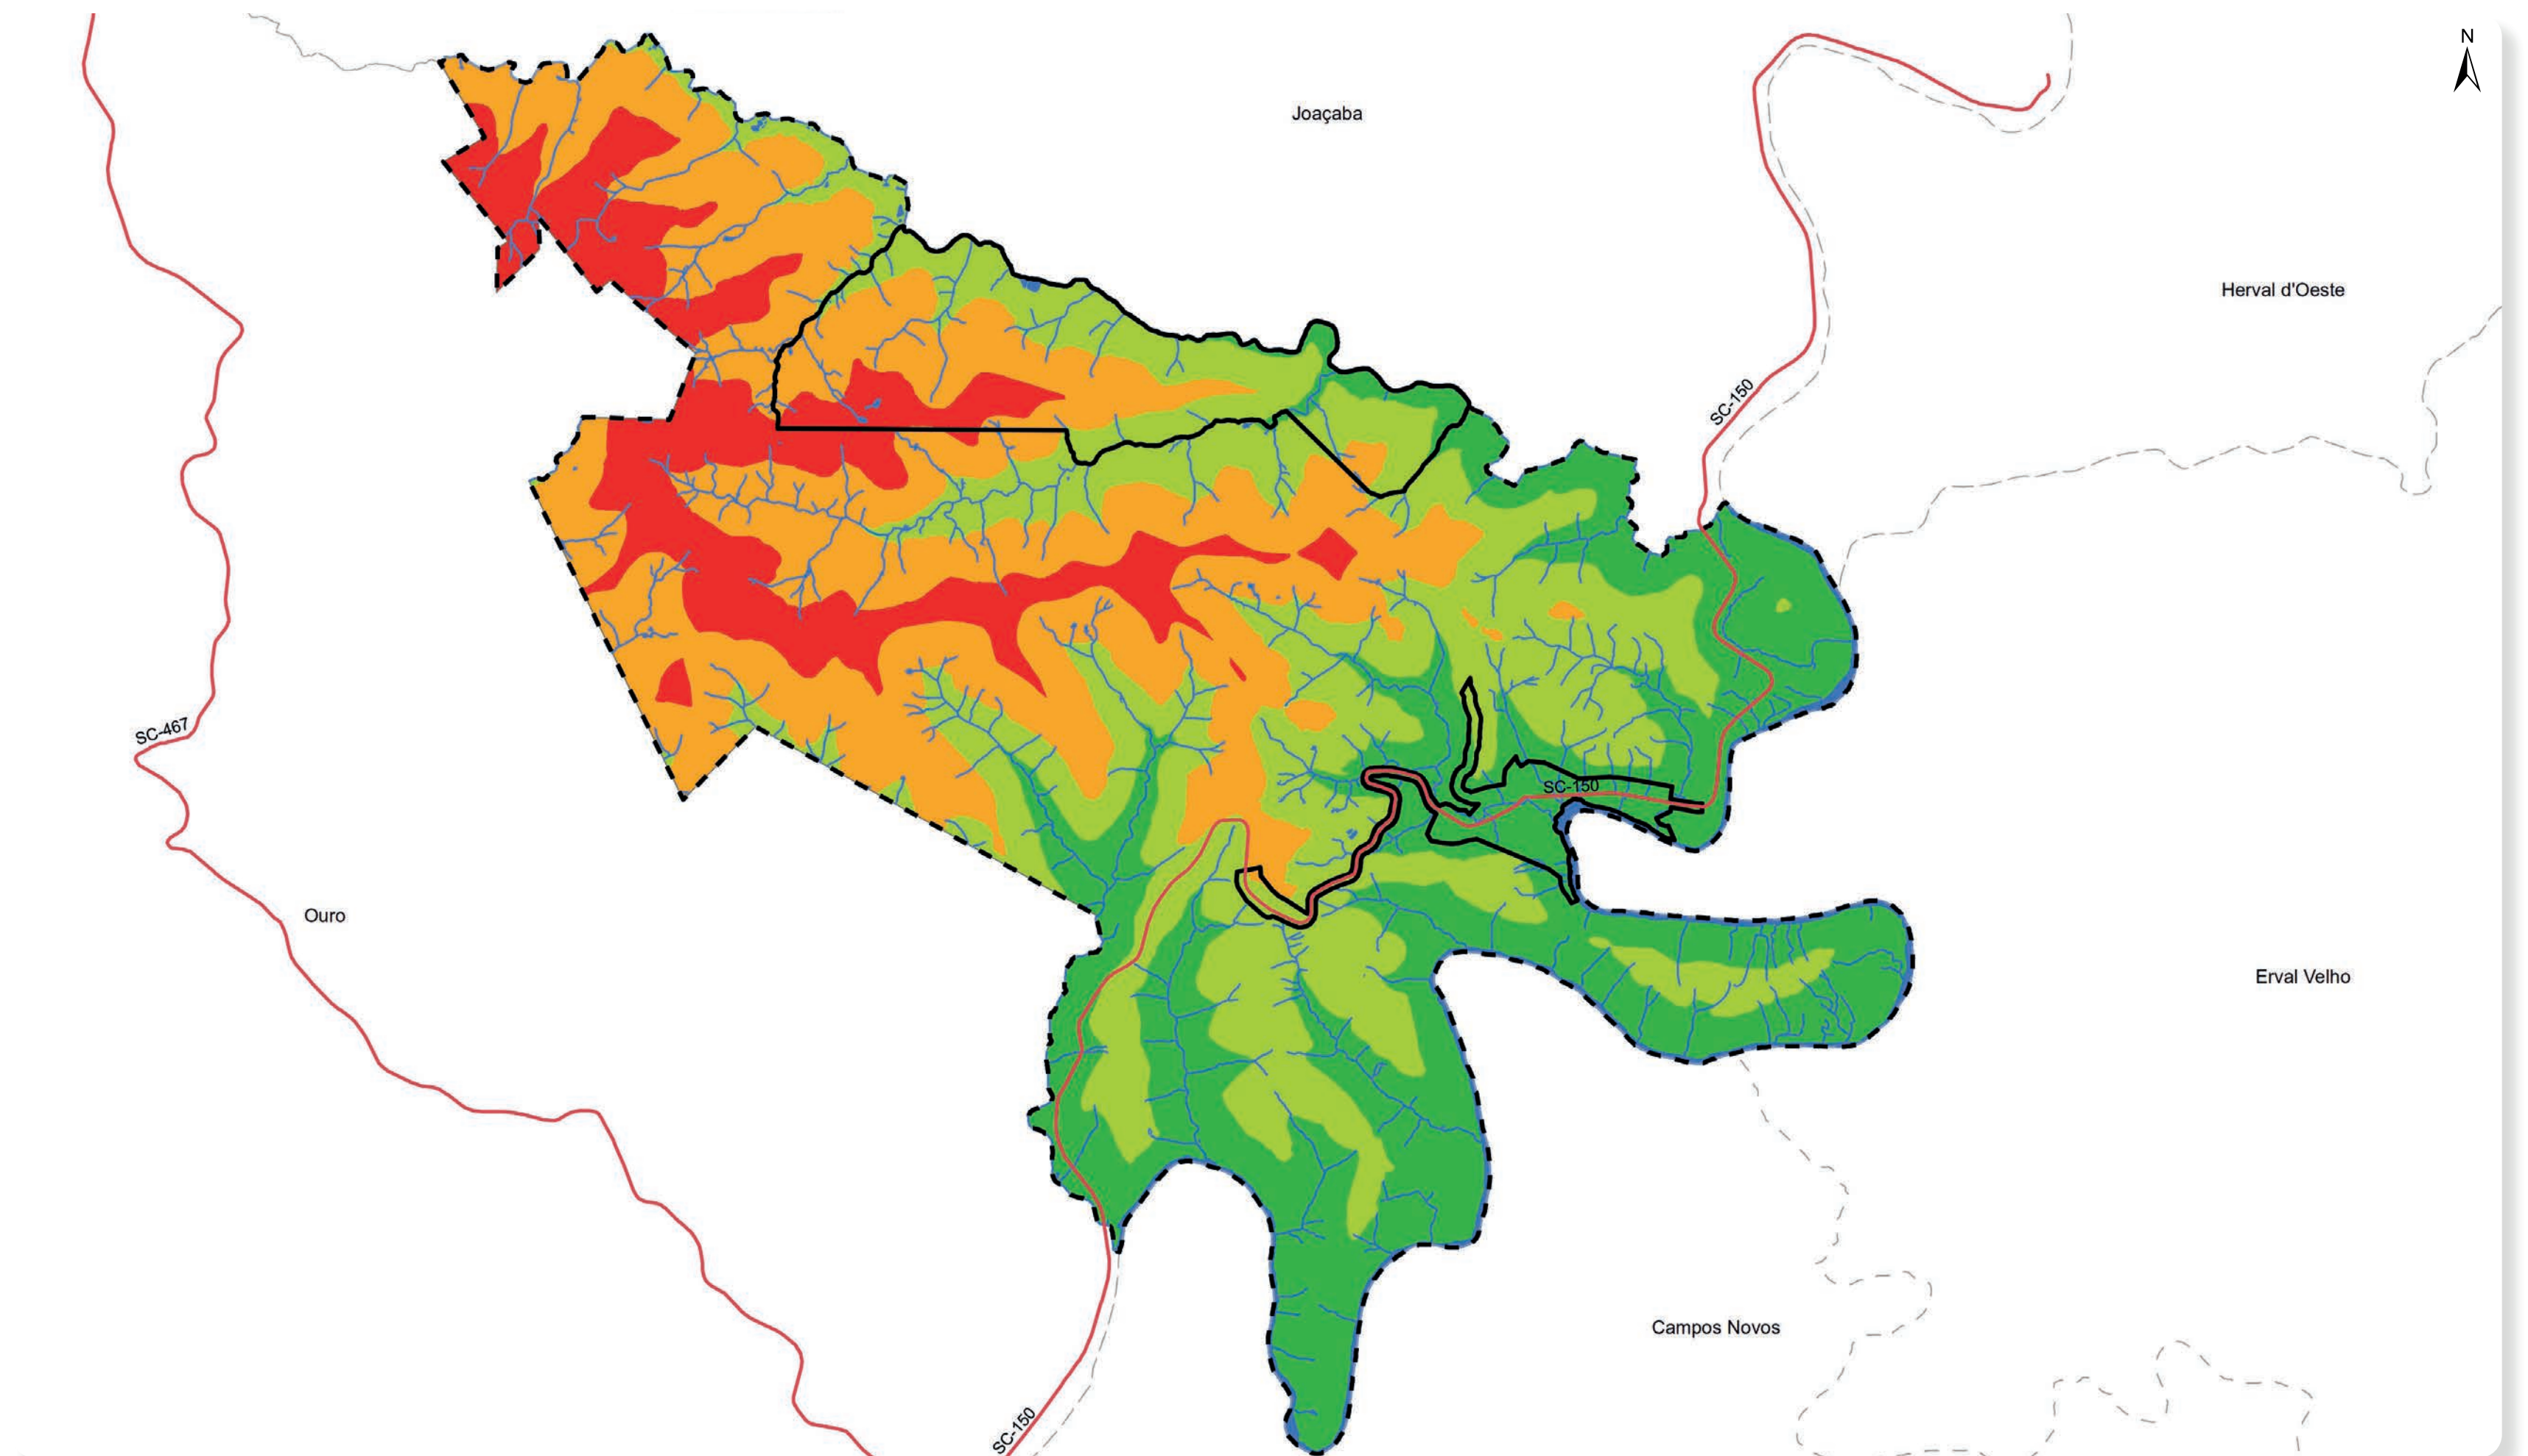 N
Joaçaba
Herval d'Oeste
SC-150
SC-467
SC-150
Ouro
Erval Velho
Campos Novos
SC-150